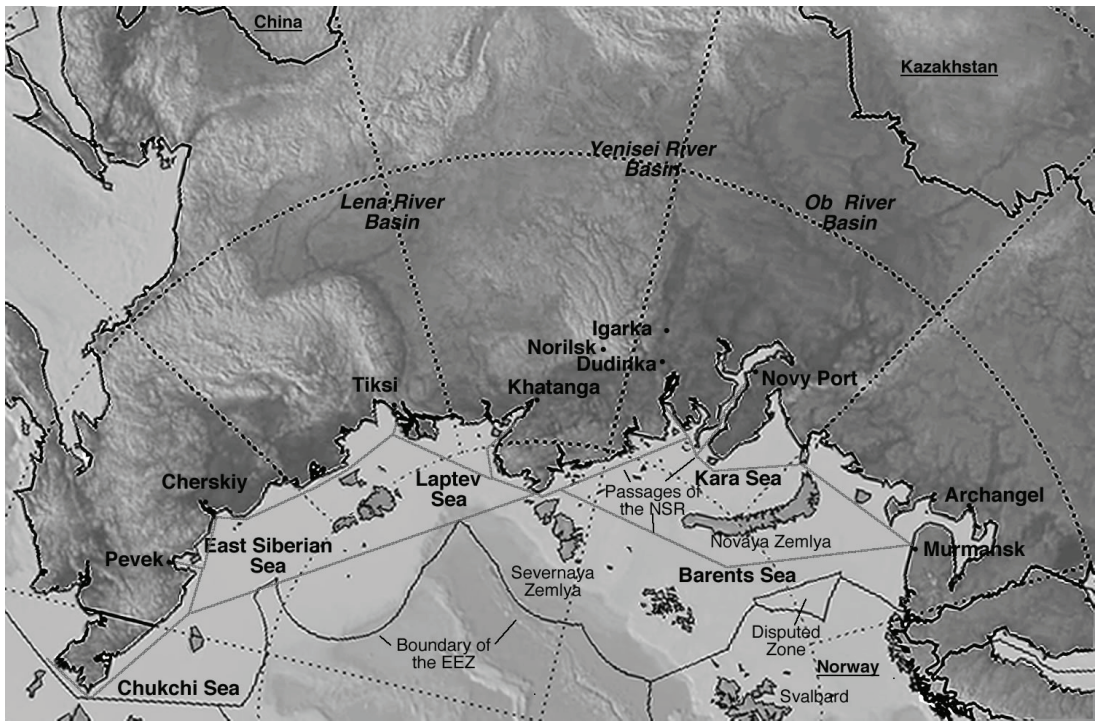 China
Kazakhstan
Yenisei River
Basin
Lena River
Basin
Ob River
Basin
Igarka
Norilsk
Dudinka
Novy Port
Tiksi
Khatanga
Cherskiy
Laptev
Sea
Kara Sea
Passages of
the NSR
Archangel
East Siberian
Sea
Novaya Zemlya
Murmansk
Pevek
Severnaya
Zemlya
Barents Sea
Boundary of
the EEZ
Disputed
Zone
Norway
Chukchi Sea
Svalbard